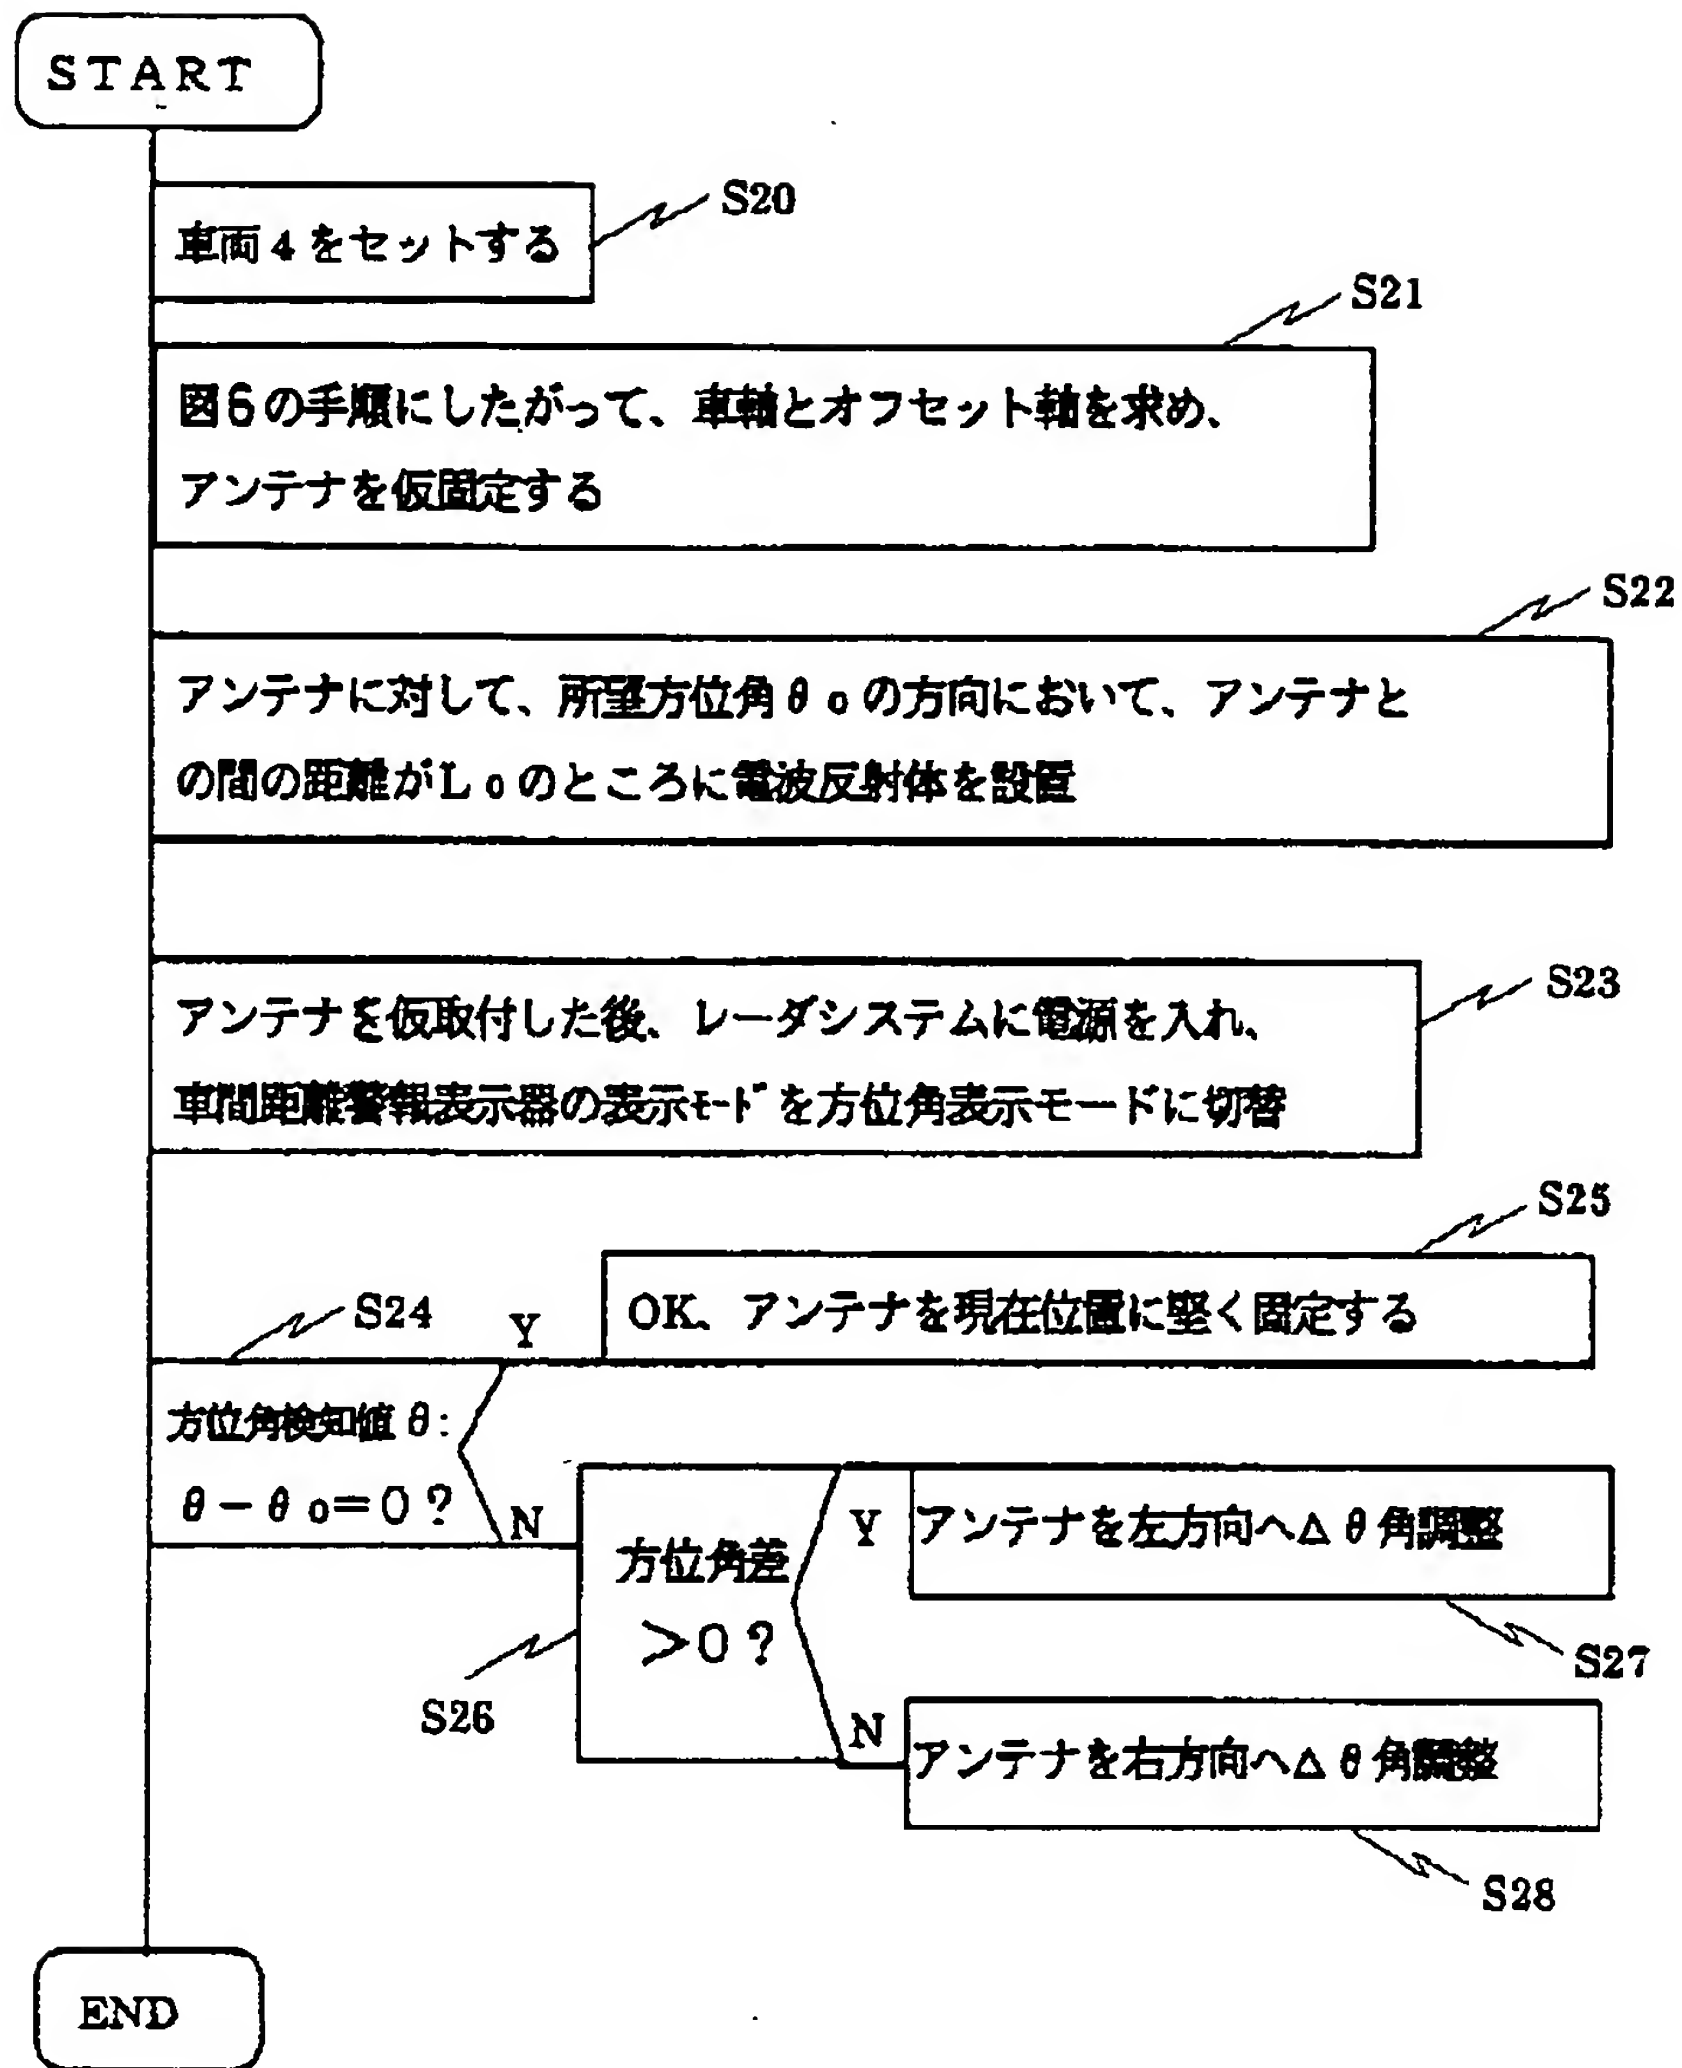 START
S20
車両4をセットする
S21
図6の手順にしたがって、車軸とオフセット軸を求め、
アンテナを仮固定する
S22
アンテナに対して、所望方位角θoの方向において、アンテナと
の間の距離がLoのところに電波反射体を設置
S23
アンテナを仮取付した後、レーダシステムに電源を入れ、
車間距離警報表示器の表示ﾓｰﾄﾞを方位角表示モードに切替
S25
OK、アンテナを現在位置に堅く固定する
S24
Y
方位角検知値θ:
θ－θo＝0?
N
方位角差
＞0?
Y
アンテナを左方向へ△θ角調整
S27
S26
N
アンテナを右方向へ△θ角調整
S28
END